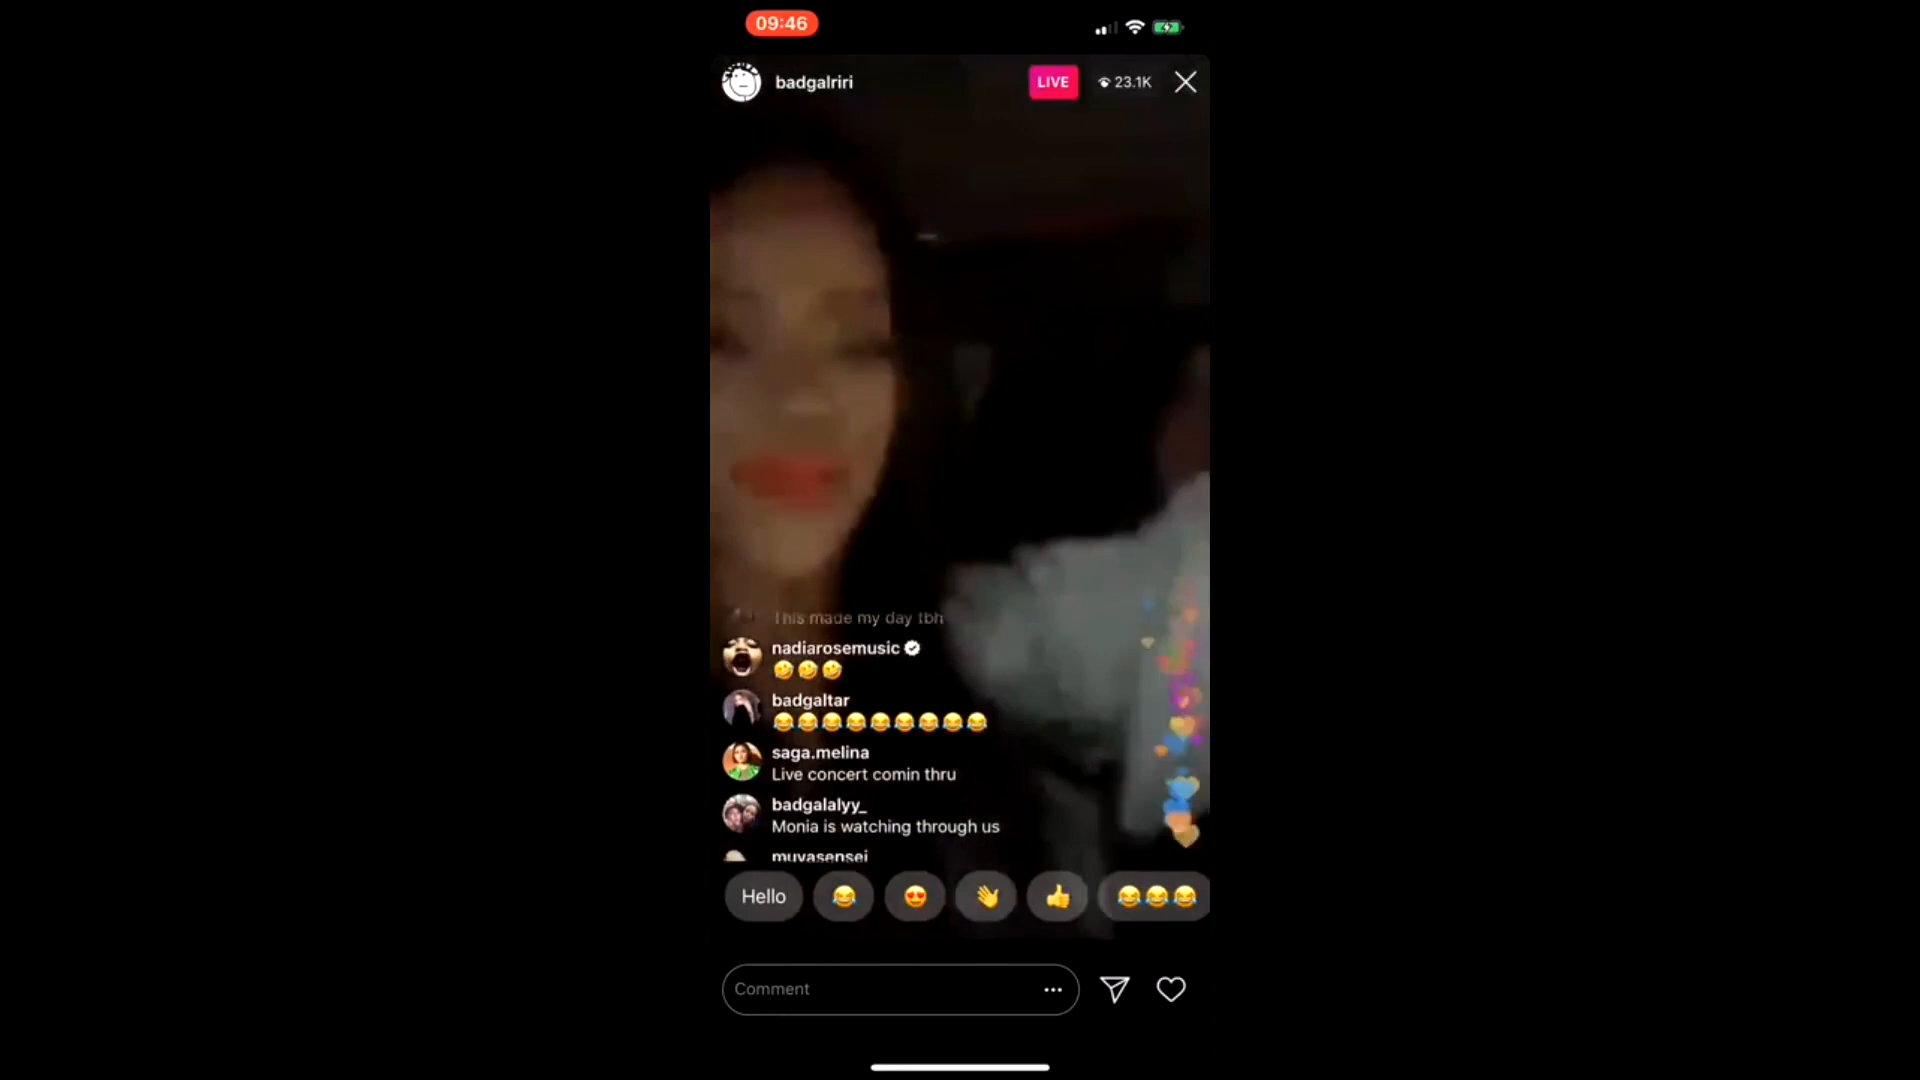 09:46
badgalriri
LIVE
23.1K
This made my day tbh
nadiarosemusic
🤣🤣🤣
badgaltar
😂😂😂😂😂😂😂😂😂
saga.melina
Live concert comin thru
badgalalyy_
Monia is watching through us
muvasensei
Hello 😂 😍 👋 👍 😂😂😂
Comment